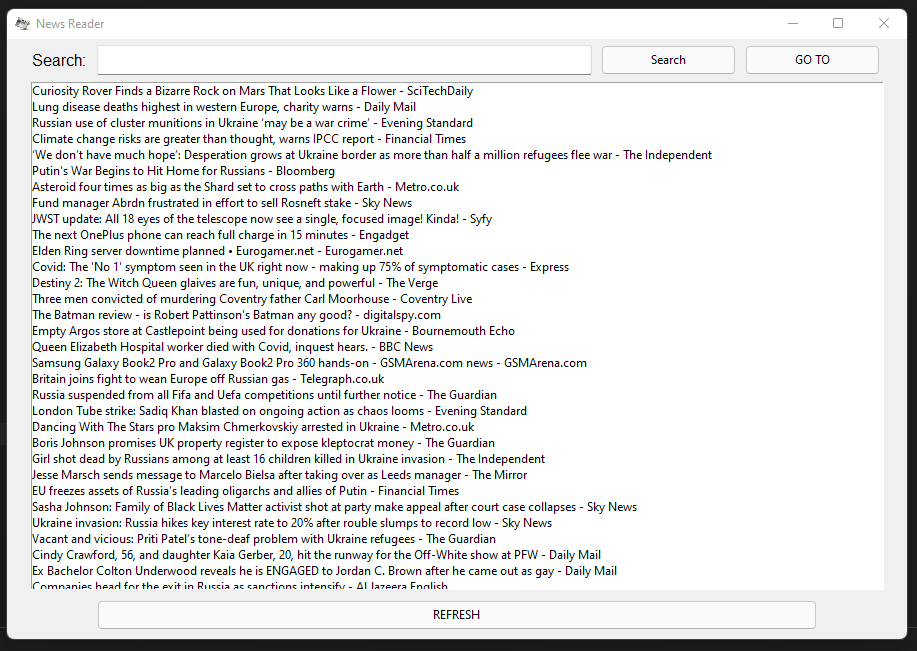 News Reader
Search: Search GO TO
Curiosity Rover Finds a Bizarre Rock on Mars That Looks Like a Flower - SciTechDaily
Lung disease deaths highest in western Europe, charity warns - Daily Mail
Russian use of cluster munitions in Ukraine ‘may be a war crime’ - Evening Standard
Climate change risks are greater than thought, warns IPCC report - Financial Times
‘We don’t have much hope’: Desperation grows at Ukraine border as more than half a million refugees flee war - The Independent
Putin's War Begins to Hit Home for Russians - Bloomberg
Asteroid four times as big as the Shard set to cross paths with Earth - Metro.co.uk
Fund manager Abrdn frustrated in effort to sell Rosneft stake - Sky News
JWST update: All 18 eyes of the telescope now see a single, focused image! Kinda! - Syfy
The next OnePlus phone can reach full charge in 15 minutes - Engadget
Elden Ring server downtime planned • Eurogamer.net - Eurogamer.net
Covid: The 'No 1' symptom seen in the UK right now - making up 75% of symptomatic cases - Express
Destiny 2: The Witch Queen glaives are fun, unique, and powerful - The Verge
Three men convicted of murdering Coventry father Carl Moorhouse - Coventry Live
The Batman review - is Robert Pattinson's Batman any good? - digitalspy.com
Empty Argos store at Castlepoint being used for donations for Ukraine - Bournemouth Echo
Queen Elizabeth Hospital worker died with Covid, inquest hears. - BBC News
Samsung Galaxy Book2 Pro and Galaxy Book2 Pro 360 hands-on - GSMArena.com news - GSMArena.com
Britain joins fight to wean Europe off Russian gas - Telegraph.co.uk
Russia suspended from all Fifa and Uefa competitions until further notice - The Guardian
London Tube strike: Sadiq Khan blasted on ongoing action as chaos looms - Evening Standard
Dancing With The Stars pro Maksim Chmerkovskiy arrested in Ukraine - Metro.co.uk
Boris Johnson promises UK property register to expose kleptocrat money - The Guardian
Girl shot dead by Russians among at least 16 children killed in Ukraine invasion - The Independent
Jesse Marsch sends message to Marcelo Bielsa after taking over as Leeds manager - The Mirror
EU freezes assets of Russia’s leading oligarchs and allies of Putin - Financial Times
Sasha Johnson: Family of Black Lives Matter activist shot at party make appeal after court case collapses - Sky News
Ukraine invasion: Russia hikes key interest rate to 20% after rouble slumps to record low - Sky News
Vacant and vicious: Priti Patel’s tone-deaf problem with Ukraine refugees - The Guardian
Cindy Crawford, 56, and daughter Kaia Gerber, 20, hit the runway for the Off-White show at PFW - Daily Mail
Ex Bachelor Colton Underwood reveals he is ENGAGED to Jordan C. Brown after he came out as gay - Daily Mail
Companies head for the exit in Russia as sanctions intensify - Al Jazeera English
REFRESH